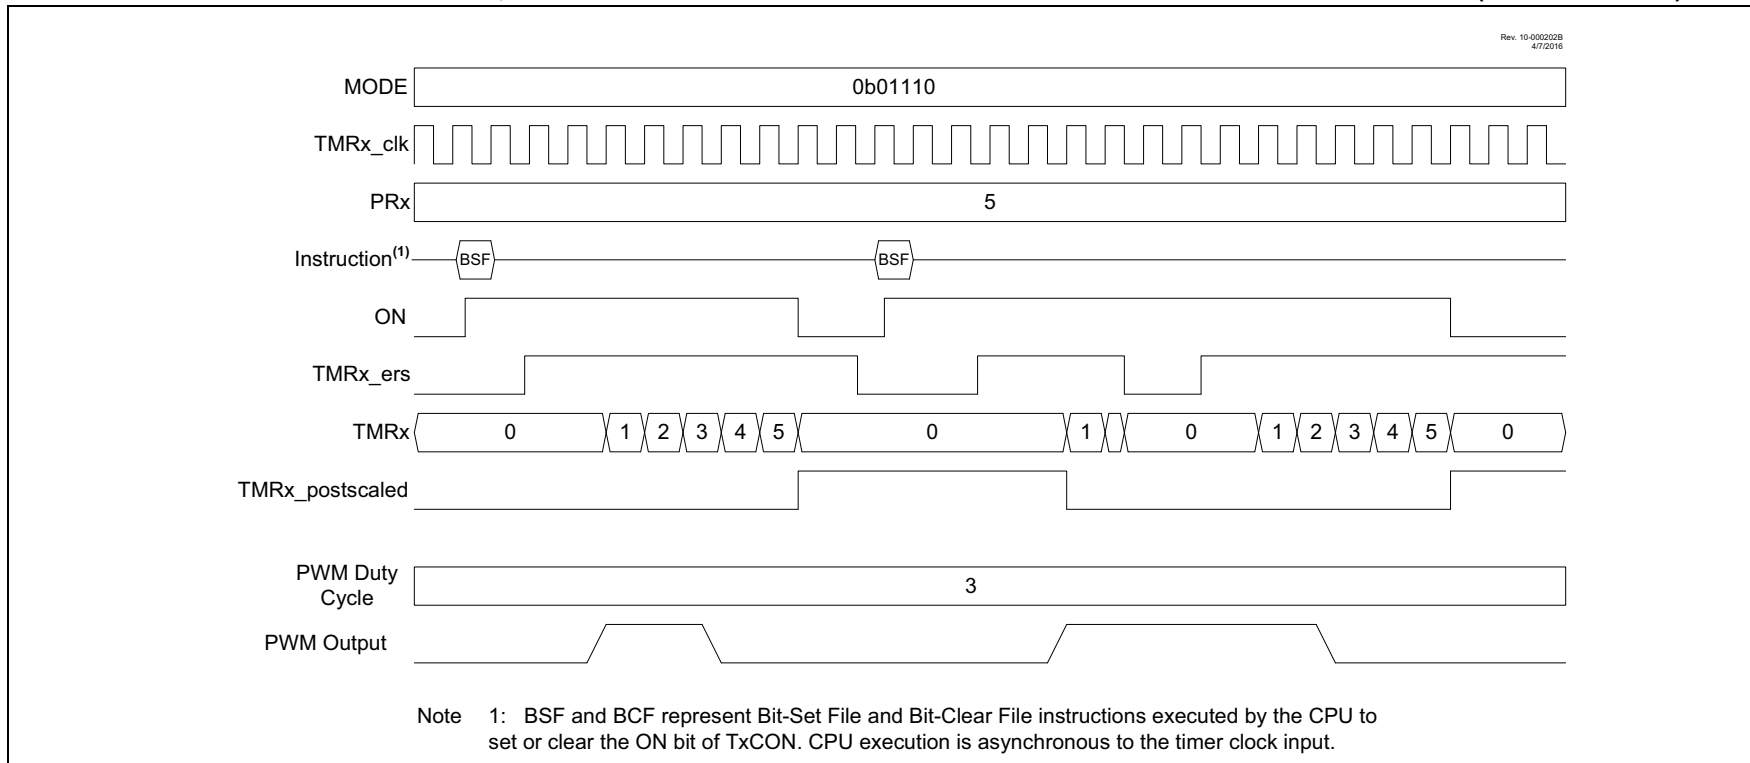 Rev. 10-000202B
4/7/2016
MODE 0b01110
TMRx_clk
PRx 5
Instruction(1) BSF BSF
ON
TMRx_ers
TMRx 0 1 2 3 4 5 0 1 0 1 2 3 4 5 0
TMRx_postscaled
PWM Duty
Cycle
3
PWM Output
Note 1: BSF and BCF represent Bit-Set File and Bit-Clear File instructions executed by the CPU to
set or clear the ON bit of TxCON. CPU execution is asynchronous to the timer clock input.